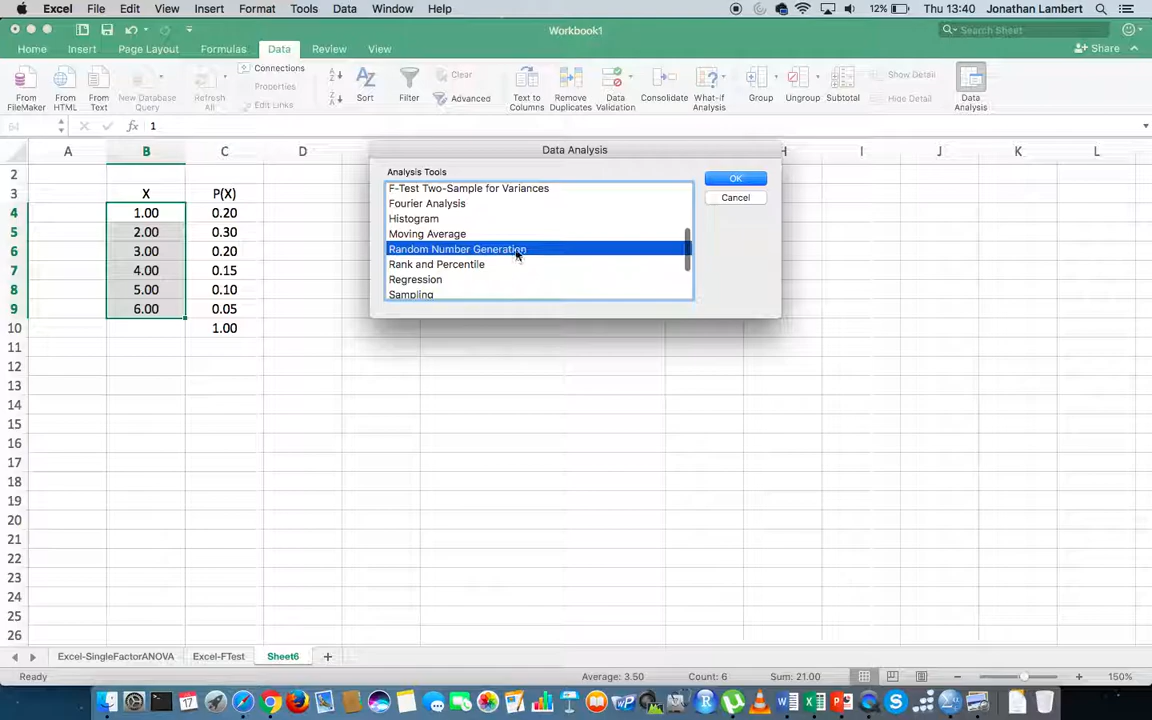 Excel File Edit View Insert Format Tools Data Window Help 12% Thu 13:40 Jonathan Lambert
Workbook1 Search Sheet
Home Insert Page Layout Formulas Data Review View Share
From FileMaker From HTML From Text New Database Query Refresh All Connections Properties Edit Links Sort Filter Clear Advanced Text to Columns Remove Duplicates Data Validation Consolidate What-if Analysis Group Ungroup Subtotal Show Detail Hide Detail Data Analysis
B4 fx 1
A B C D H I J K L
2
3 X P(X)
4 1.00 0.20
5 2.00 0.30
6 3.00 0.20
7 4.00 0.15
8 5.00 0.10
9 6.00 0.05
10 1.00
11
12
13
14
15
16
17
18
19
20
21
22
23
24
25
26
Data Analysis
Analysis Tools
F-Test Two-Sample for Variances
Fourier Analysis
Histogram
Moving Average
Random Number Generation
Rank and Percentile
Regression
Sampling
OK
Cancel
Excel-SingleFactorANOVA Excel-FTest Sheet6 +
Ready Average: 3.50 Count: 6 Sum: 21.00 150%
17